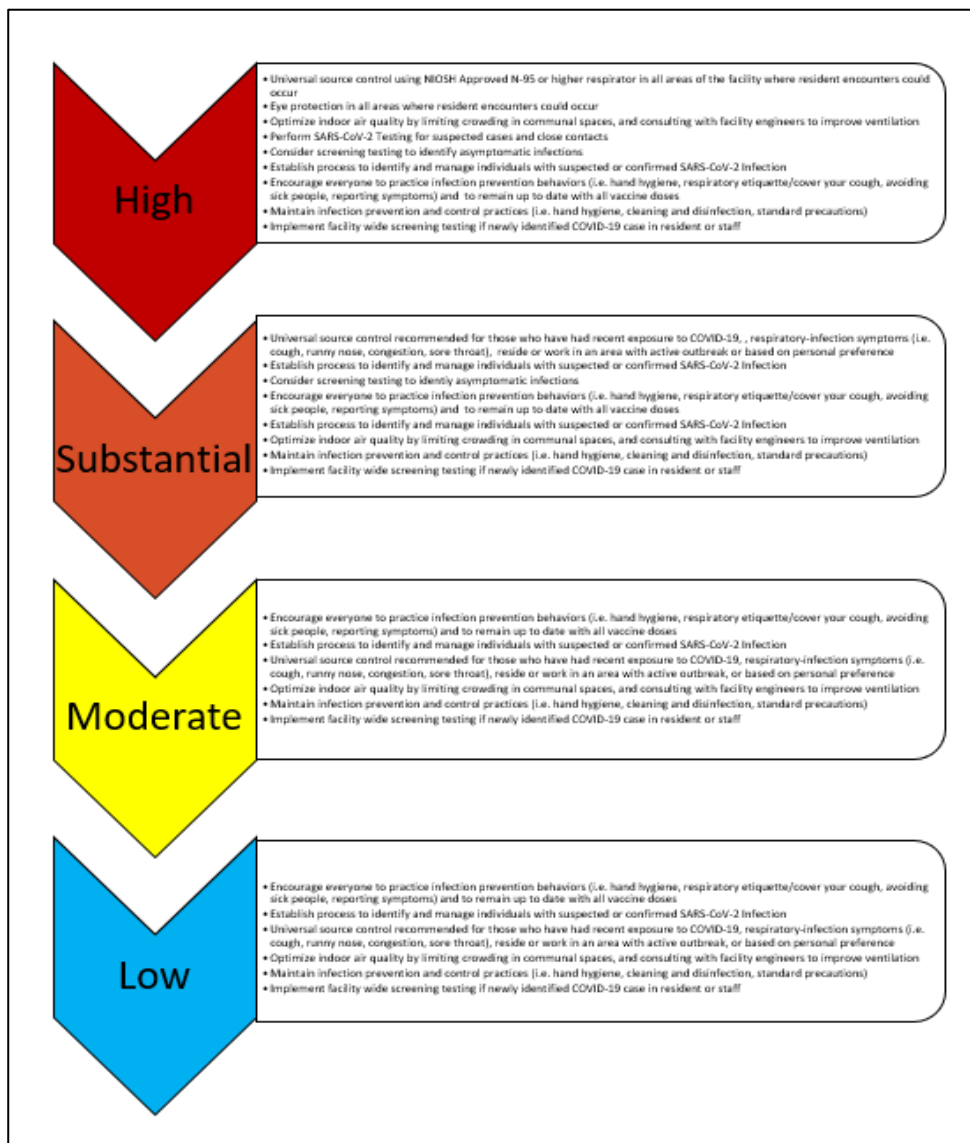 High
• Universal source control using NIOSH Approved N-95 or higher respirator in all areas of the facility where resident encounters could
occur
• Eye protection in all areas where resident encounters could occur
• Optimize indoor air quality by limiting crowding in communal spaces, and consulting with facility engineers to improve ventilation
• Perform SARS-CoV-2 Testing for suspected cases and close contacts
• Consider screening testing to identify asymptomatic infections
• Establish process to identify and manage individuals with suspected or confirmed SARS-CoV-2 Infection
• Encourage everyone to practice infection prevention behaviors (i.e. hand hygiene, respiratory etiquette/cover your cough, avoiding
sick people, reporting symptoms) and to remain up to date with all vaccine doses
• Maintain infection prevention and control practices (i.e. hand hygiene, cleaning and disinfection, standard precautions)
• Implement facility wide screening testing if newly identified COVID-19 case in resident or staff
Substantial
• Universal source control recommended for those who have had recent exposure to COVID-19, , respiratory-infection symptoms (i.e.
cough, runny nose, congestion, sore throat), reside or work in an area with active outbreak or based on personal preference
• Establish process to identify and manage individuals with suspected or confirmed SARS-CoV-2 Infection
• Consider screening testing to identiy asymptomatic infections
• Encourage everyone to practice infection prevention behaviors (i.e. hand hygiene, respiratory etiquette/cover your cough, avoiding
sick people, reporting symptoms) and to remain up to date with all vaccine doses
• Establish process to identify and manage individuals with suspected or confirmed SARS-CoV-2 Infection
• Optimize indoor air quality by limiting crowding in communal spaces, and consulting with facility engineers to improve ventilation
• Maintain infection prevention and control practices (i.e. hand hygiene, cleaning and disinfection, standard precautions)
• Implement facility wide screening testing if newly identified COVID-19 case in resident or staff
Moderate
• Encourage everyone to practice infection prevention behaviors (i.e. hand hygiene, respiratory etiquette/cover your cough, avoiding
sick people, reporting symptoms) and to remain up to date with all vaccine doses
• Establish process to identify and manage individuals with suspected or confirmed SARS-CoV-2 Infection
• Universal source control recommended for those who have had recent exposure to COVID-19, respiratory-infection symptoms (i.e.
cough, runny nose, congestion, sore throat), reside or work in an area with active outbreak, or based on personal preference
• Optimize indoor air quality by limiting crowding in communal spaces, and consulting with facility engineers to improve ventilation
• Maintain infection prevention and control practices (i.e. hand hygiene, cleaning and disinfection, standard precautions)
• Implement facility wide screening testing if newly identified COVID-19 case in resident or staff
Low
• Encourage everyone to practice infection prevention behaviors (i.e. hand hygiene, respiratory etiquette/cover your cough, avoiding
sick people, reporting symptoms) and to remain up to date with all vaccine doses
• Establish process to identify and manage individuals with suspected or confirmed SARS-CoV-2 Infection
• Universal source control recommended for those who have had recent exposure to COVID-19, respiratory-infection symptoms (i.e.
cough, runny nose, congestion, sore throat), reside or work in an area with active outbreak, or based on personal preference
• Optimize indoor air quality by limiting crowding in communal spaces, and consulting with facility engineers to improve ventilation
• Maintain infection prevention and control practices (i.e. hand hygiene, cleaning and disinfection, standard precautions)
• Implement facility wide screening testing if newly identified COVID-19 case in resident or staff